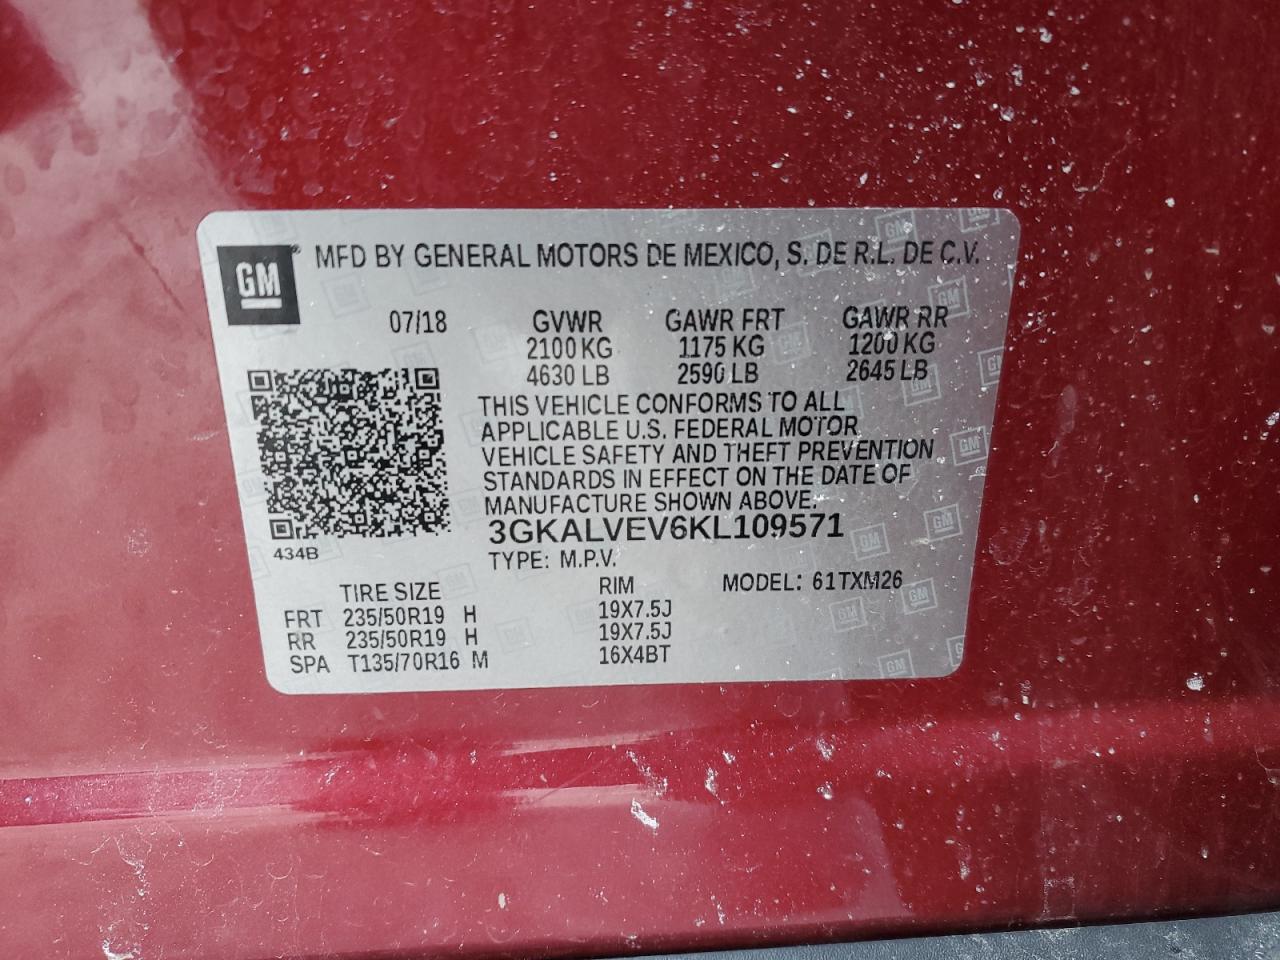 GM® MFD BY GENERAL MOTORS DE MEXICO, S. DE R.L. DE C.V.
07/18 GVWR GAWR FRT GAWR RR
2100 KG 1175 KG 1200 KG
4630 LB 2590 LB 2645 LB
THIS VEHICLE CONFORMS TO ALL
APPLICABLE U.S. FEDERAL MOTOR
VEHICLE SAFETY AND THEFT PREVENTION
STANDARDS IN EFFECT ON THE DATE OF
MANUFACTURE SHOWN ABOVE.
3GKALVEV6KL109571
434B TYPE: M.P.V.
TIRE SIZE RIM MODEL: 61TXM26
FRT 235/50R19 H 19X7.5J
RR 235/50R19 H 19X7.5J
SPA T135/70R16 M 16X4BT